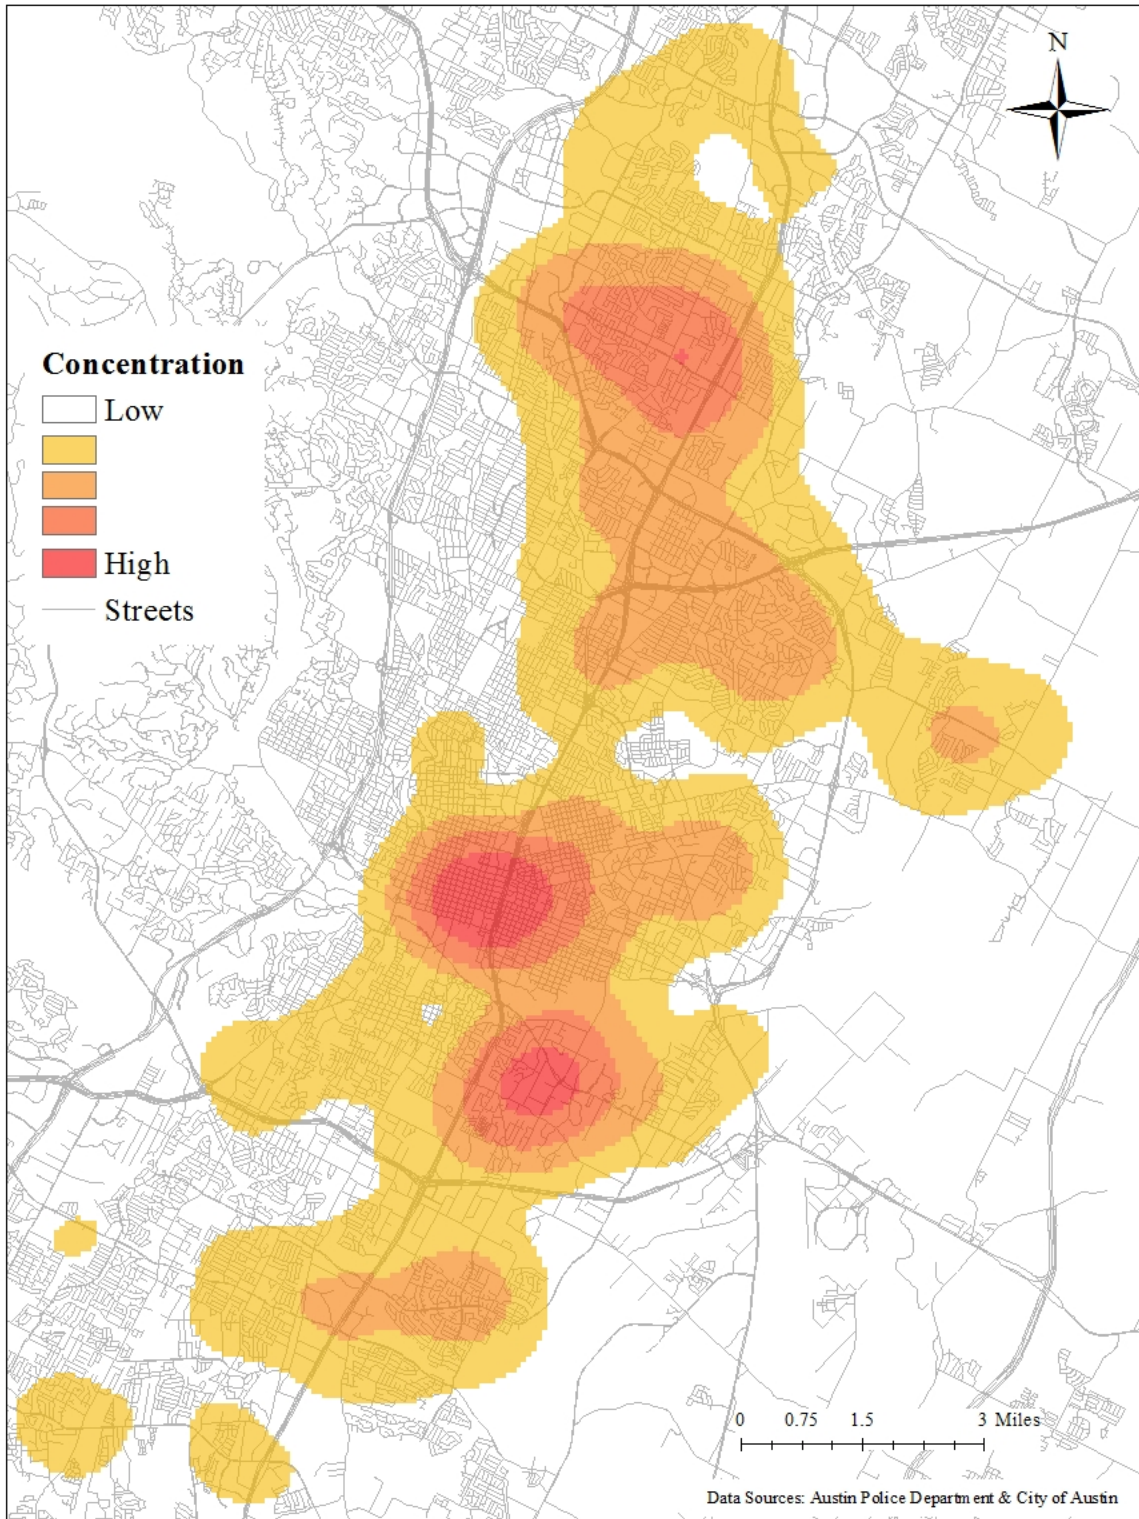 N
Concentration
Low
High
Streets
0 0.75 1.5 3 Miles
Data Sources: Austin Police Department & City of Austin